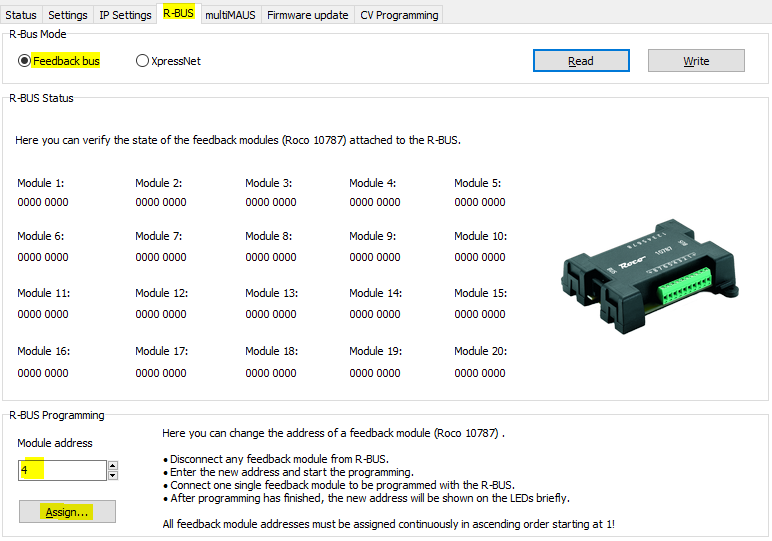 Status Settings IP Settings R-BUS multiMAUS Firmware update CV Programming
R-Bus Mode
Feedback bus XpressNet Read Write
R-BUS Status
Here you can verify the state of the feedback modules (Roco 10787) attached to the R-BUS.
Module 1: Module 2: Module 3: Module 4: Module 5:
0000 0000 0000 0000 0000 0000 0000 0000 0000 0000
Module 6: Module 7: Module 8: Module 9: Module 10:
0000 0000 0000 0000 0000 0000 0000 0000 0000 0000
Module 11: Module 12: Module 13: Module 14: Module 15:
0000 0000 0000 0000 0000 0000 0000 0000 0000 0000
Module 16: Module 17: Module 18: Module 19: Module 20:
0000 0000 0000 0000 0000 0000 0000 0000 0000 0000
Roco 10787
R-BUS Programming
Module address
4
Assign...
Here you can change the address of a feedback module (Roco 10787) .
• Disconnect any feedback module from R-BUS.
• Enter the new address and start the programming.
• Connect one single feedback module to be programmed with the R-BUS.
• After programming has finished, the new address will be shown on the LEDs briefly.
All feedback module addresses must be assigned continuously in ascending order starting at 1!